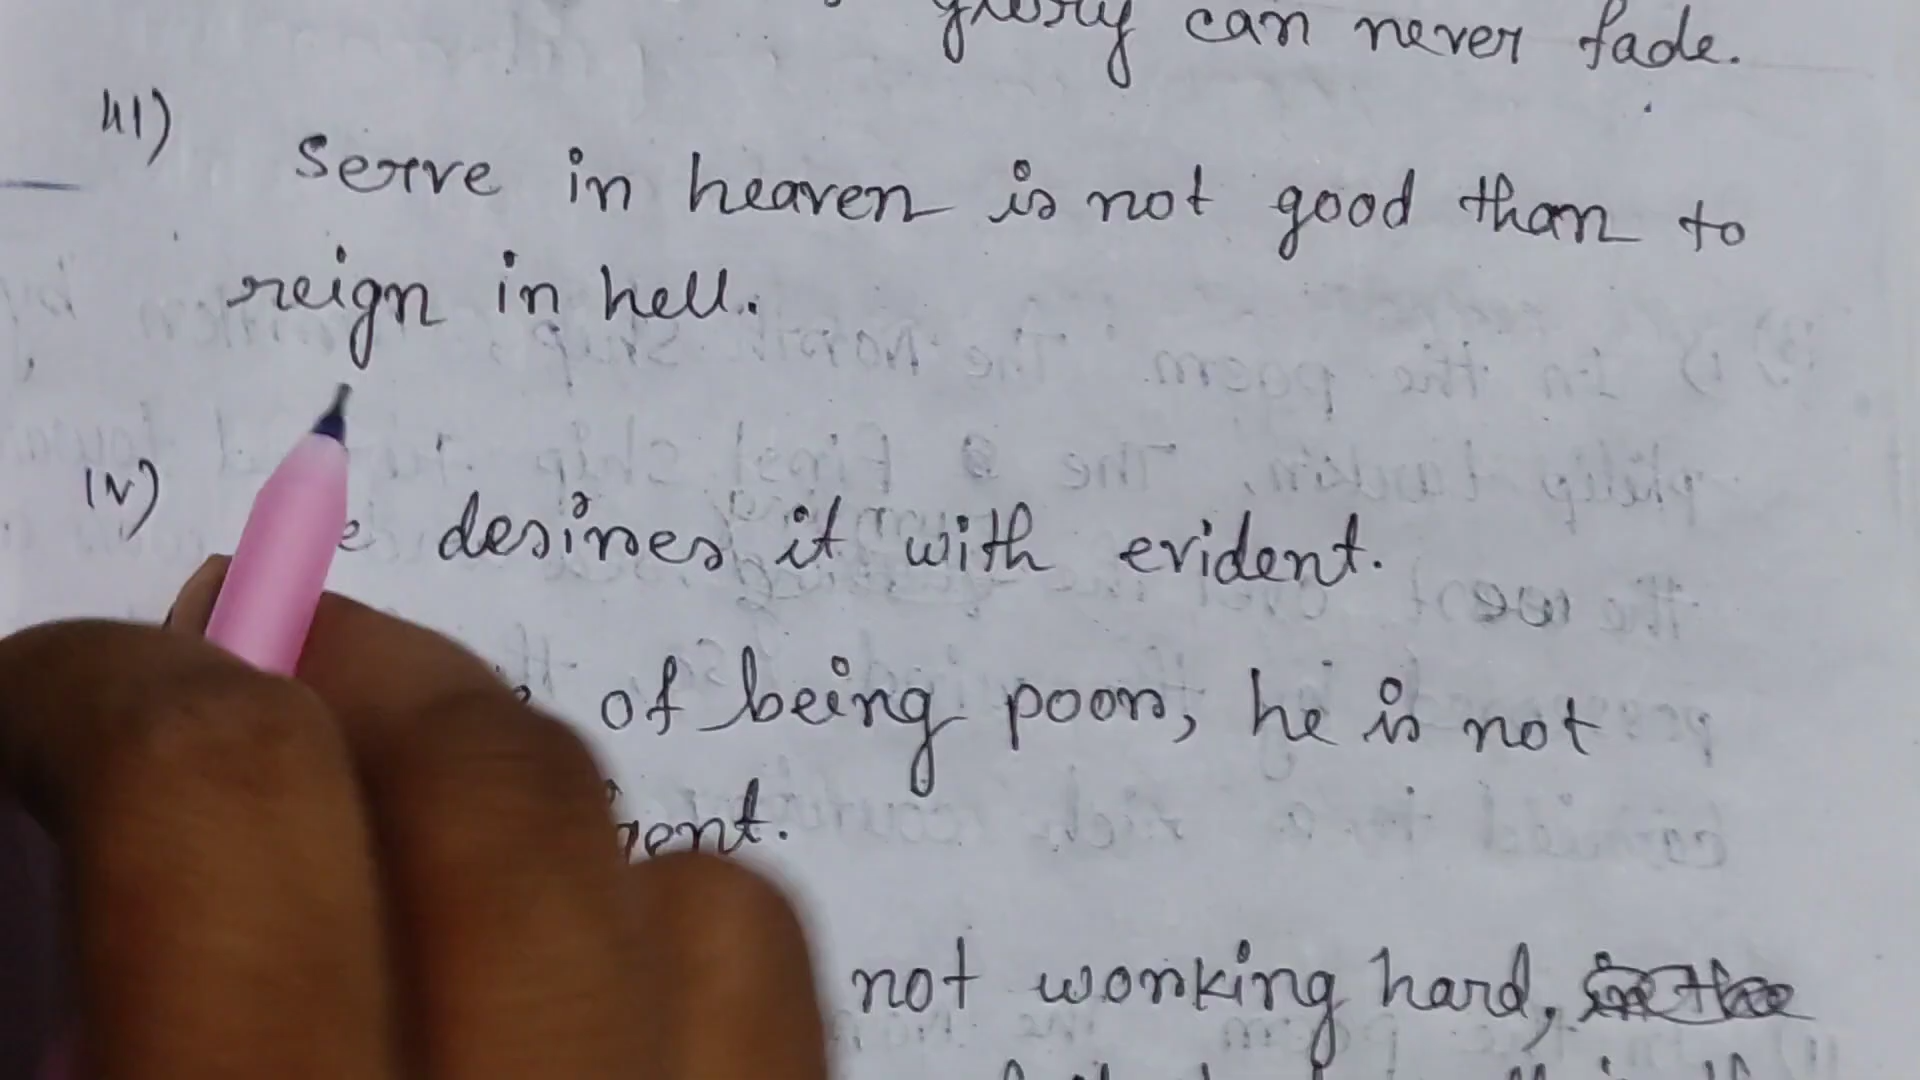 glory can never fade.
III) Serve in heaven is not good than to
reign in hell.
IV) desires it with evident.
of being poor, he is not
not working hard,